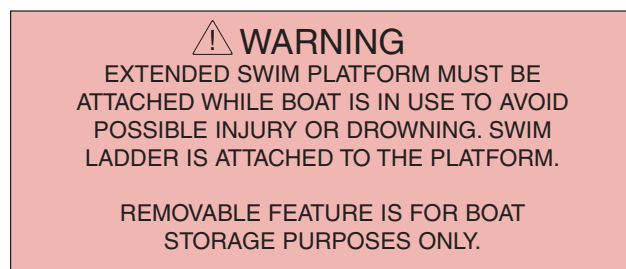 ⚠ WARNING
EXTENDED SWIM PLATFORM MUST BE
ATTACHED WHILE BOAT IS IN USE TO AVOID
POSSIBLE INJURY OR DROWNING. SWIM
LADDER IS ATTACHED TO THE PLATFORM.
REMOVABLE FEATURE IS FOR BOAT
STORAGE PURPOSES ONLY.